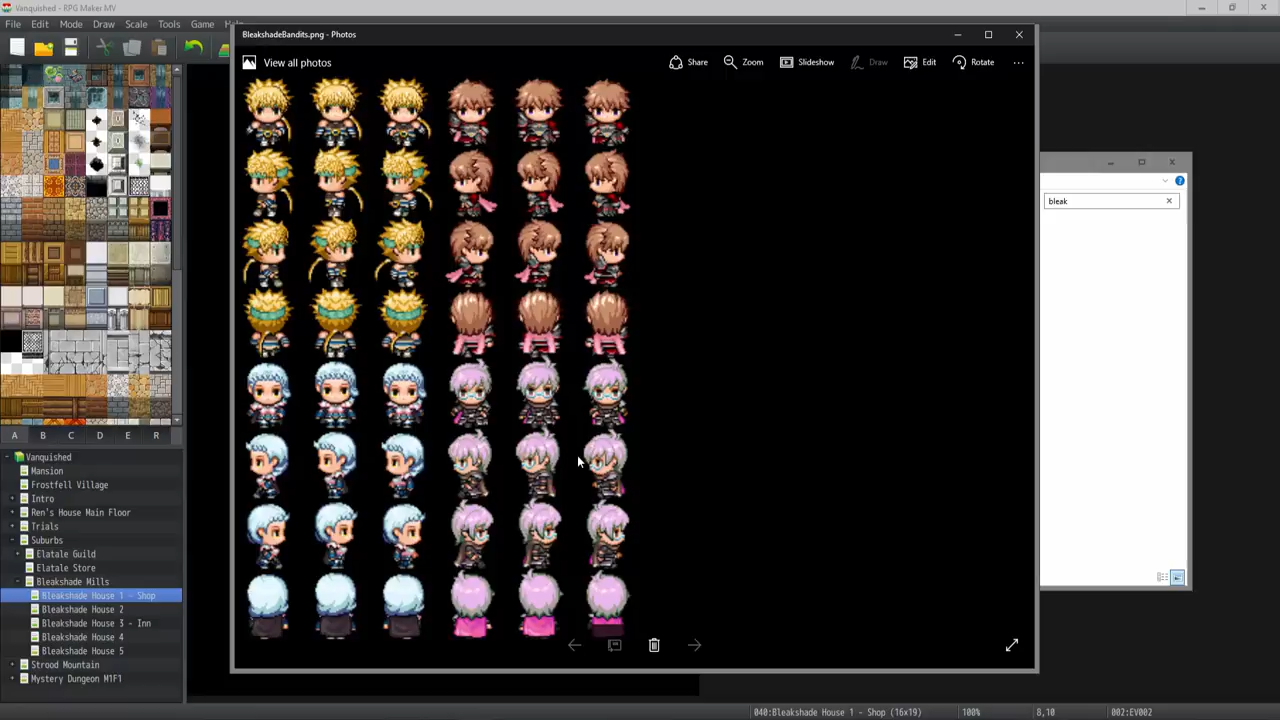 Vanquished - RPG Maker MV
File Edit Mode Draw Scale Tools Game Help
BleakshadeBandits.png - Photos
View all photos
Share
Zoom
Slideshow
Draw
Edit
Rotate
bleak
A B C D E R
Vanquished
Mansion
Frostfell Village
Intro
Ren's House Main Floor
Trials
Suburbs
Elatale Guild
Elatale Store
Bleakshade Mills
Bleakshade House 1 - Shop
Bleakshade House 2
Bleakshade House 3 - Inn
Bleakshade House 4
Bleakshade House 5
Strood Mountain
Mystery Dungeon M1F1
040:Bleakshade House 1 - Shop (16x19) 100% 8,10 002:EV002